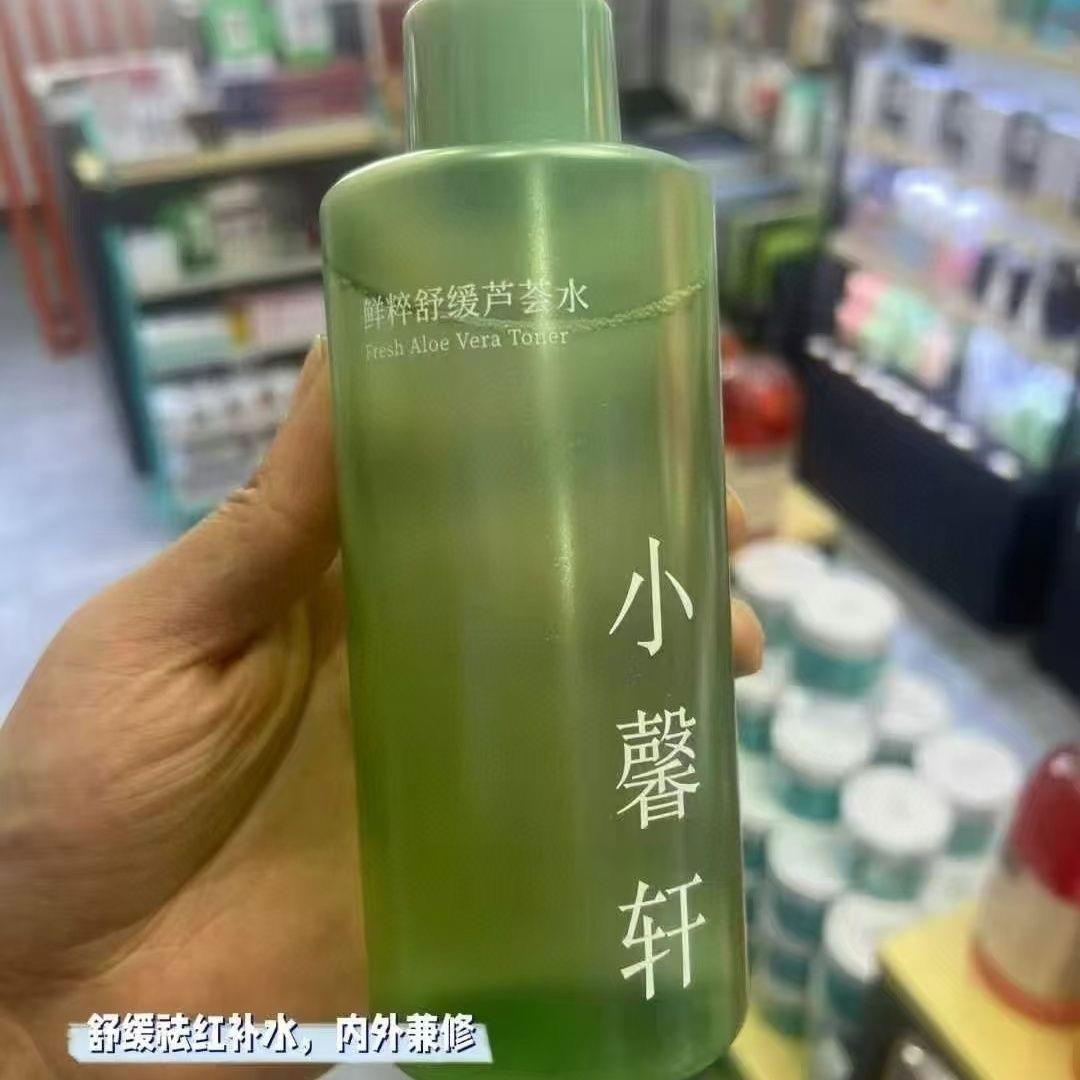 鲜粹舒缓芦荟水
Fresh Aloe Vera Toner
小
馨
轩
舒缓祛红补水，内外兼修